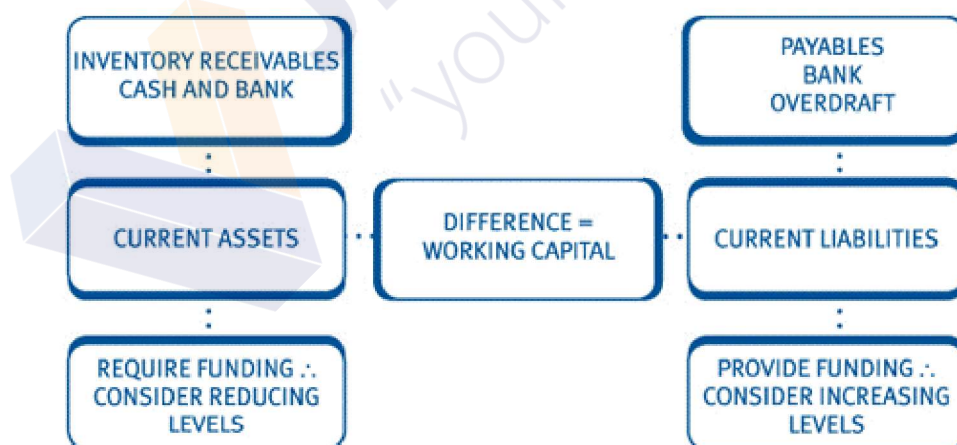 INVENTORY RECEIVABLES
CASH AND BANK
PAYABLES
BANK
OVERDRAFT
CURRENT ASSETS
DIFFERENCE =
WORKING CAPITAL
CURRENT LIABILITIES
REQUIRE FUNDING ∴
CONSIDER REDUCING
LEVELS
PROVIDE FUNDING ∴
CONSIDER INCREASING
LEVELS
"your